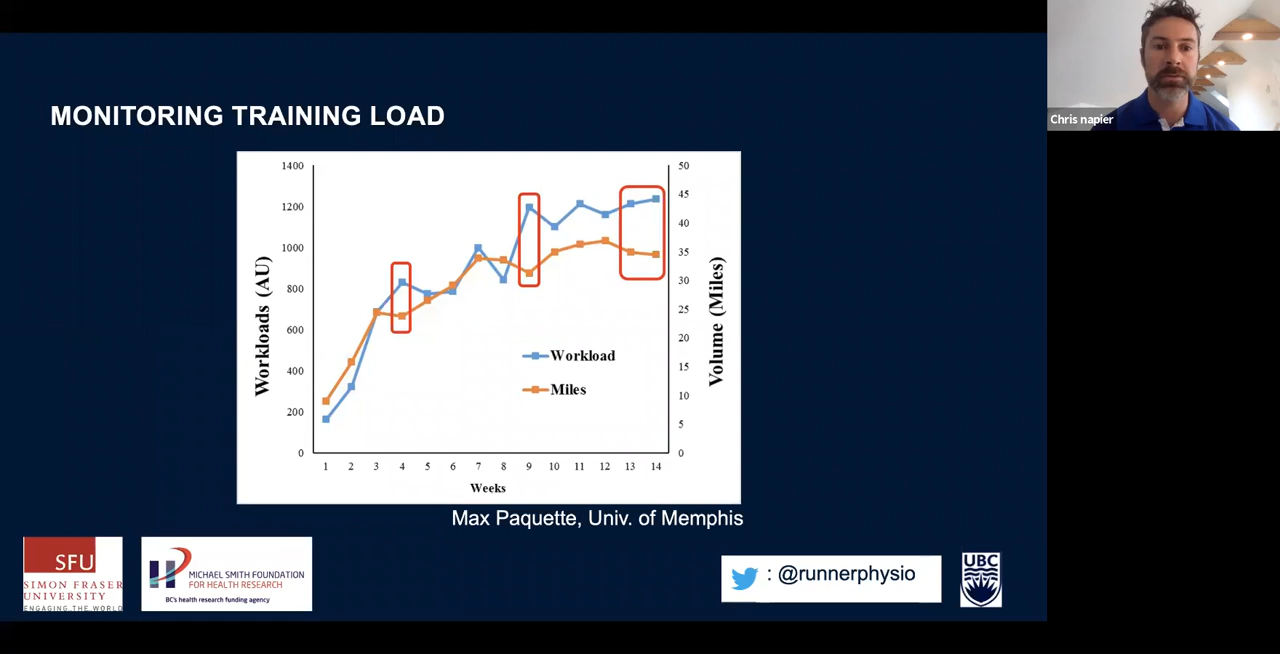 Chris napier
MONITORING TRAINING LOAD
1400
1200
1000
800
600
400
200
0
Workloads (AU)
50
45
40
35
30
25
20
15
10
5
0
Volume (Miles)
Workload
Miles
1 2 3 4 5 6 7 8 9 10 11 12 13 14
Weeks
Max Paquette, Univ. of Memphis
SFU
SIMON FRASER
UNIVERSITY
ENGAGING THE WORLD
MICHAEL SMITH FOUNDATION
FOR HEALTH RESEARCH
BC's health research funding agency
: @runnerphysio
UBC